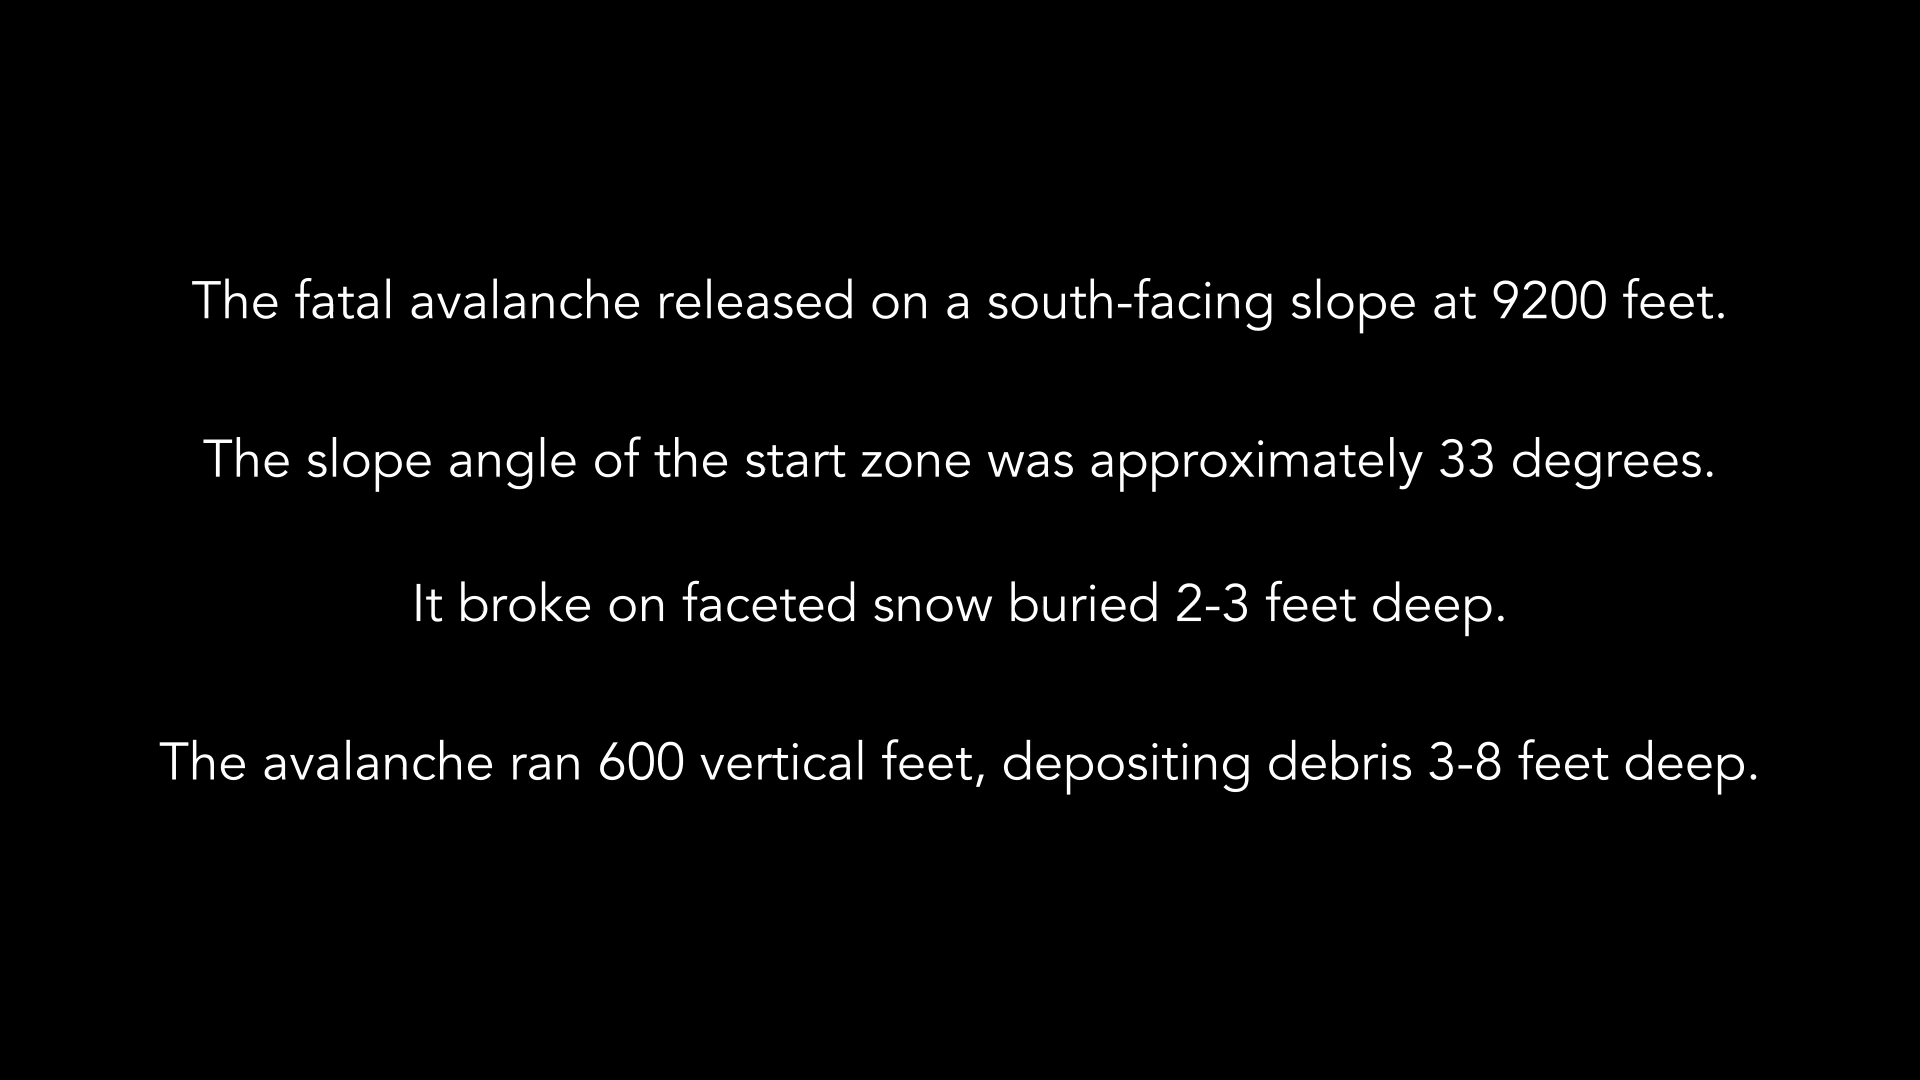 The fatal avalanche released on a south-facing slope at 9200 feet.
The slope angle of the start zone was approximately 33 degrees.
It broke on faceted snow buried 2-3 feet deep.
The avalanche ran 600 vertical feet, depositing debris 3-8 feet deep.